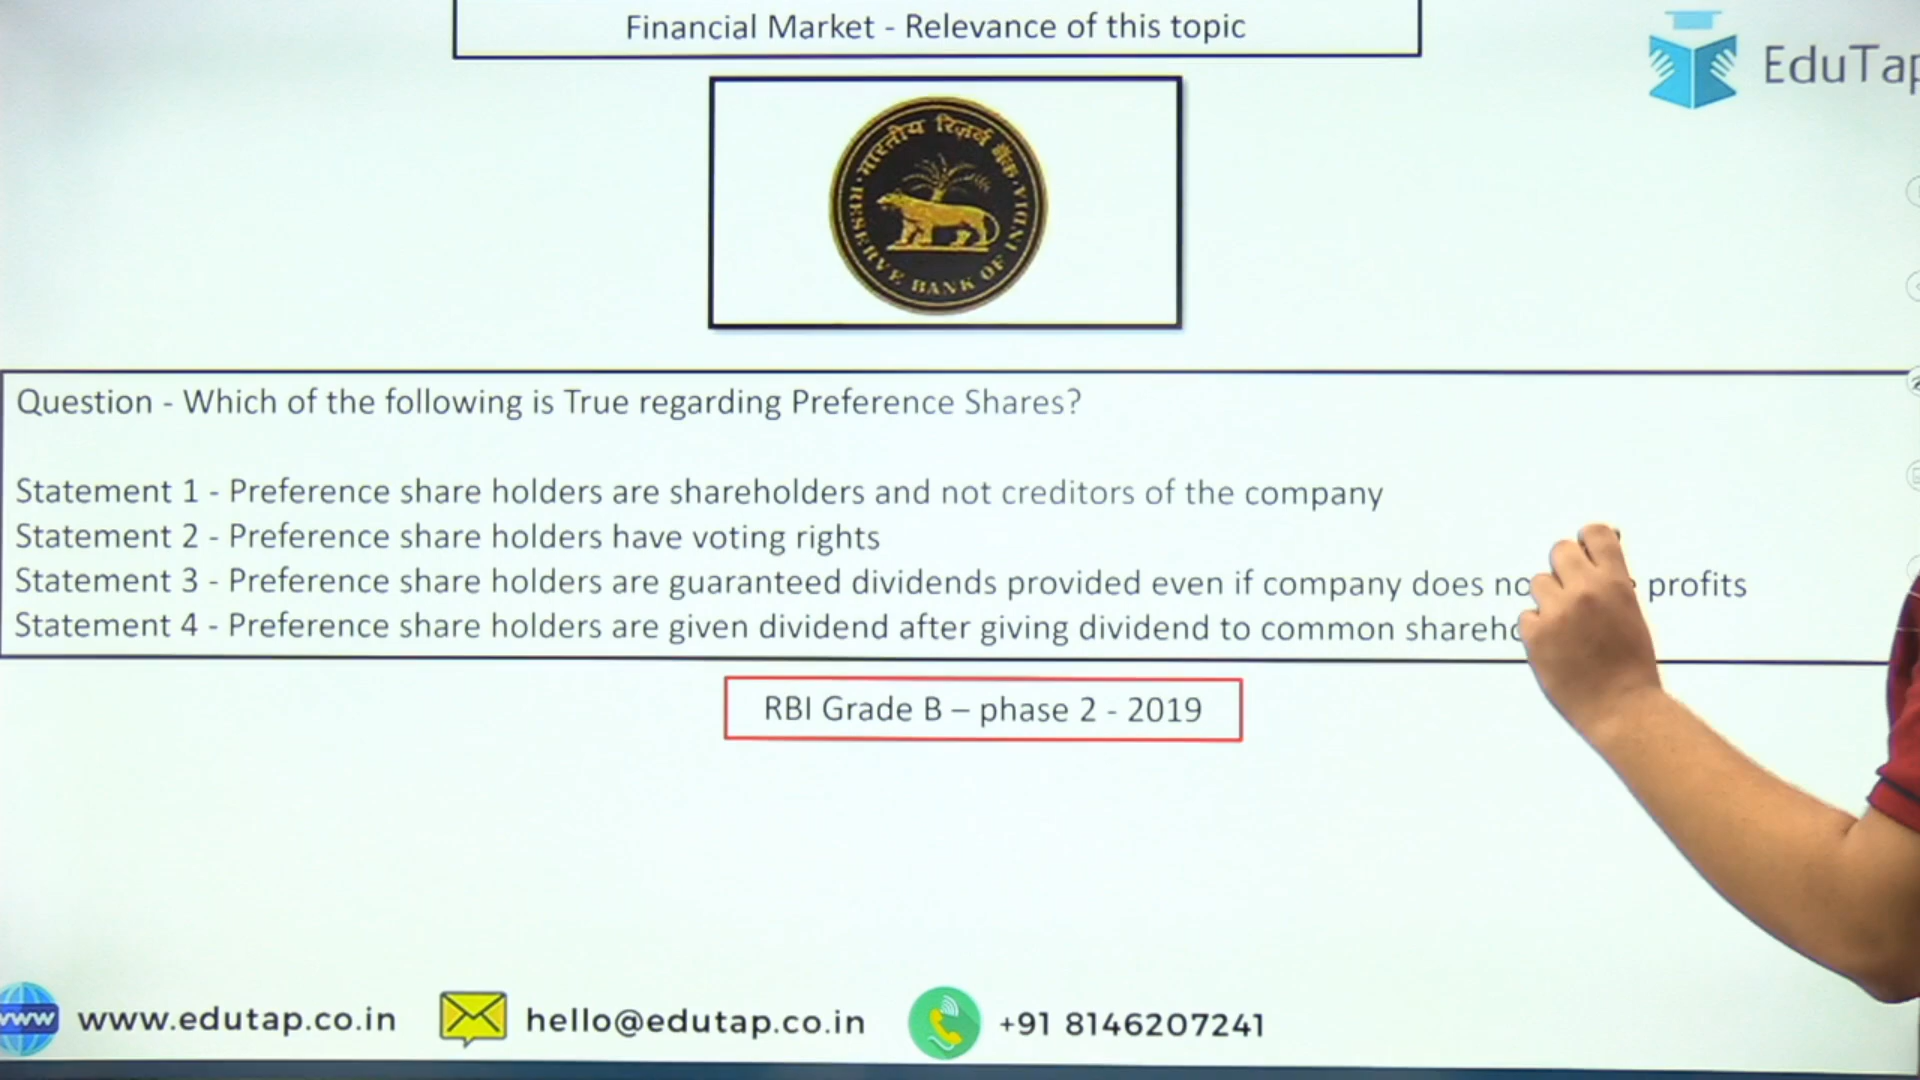 Financial Market - Relevance of this topic
EduTap
भारतीय रिज़र्व बैंक
RESERVE BANK OF INDIA
Question - Which of the following is True regarding Preference Shares?
Statement 1 - Preference share holders are shareholders and not creditors of the company
Statement 2 - Preference share holders have voting rights
Statement 3 - Preference share holders are guaranteed dividends provided even if company does no profits
Statement 4 - Preference share holders are given dividend after giving dividend to common shareho
RBI Grade B – phase 2 - 2019
www
www.edutap.co.in
hello@edutap.co.in
+91 8146207241